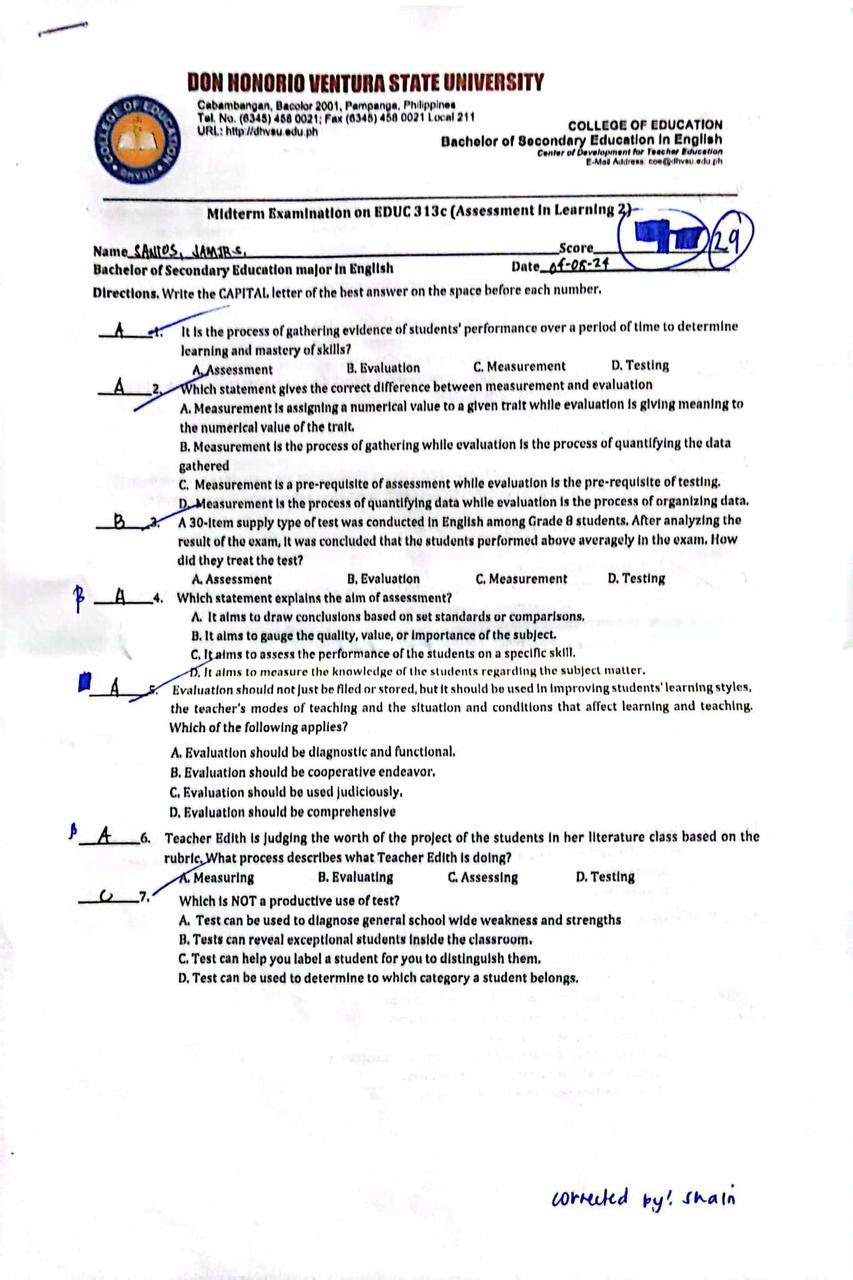 DON HONORIO VENTURA STATE UNIVERSITY
Cabambangan, Bacolor 2001, Pampanga, Philippines
Tel. No. (6345) 458 0021; Fax (6345) 458 0021 Local 211
URL: http://dhvsu.edu.ph
COLLEGE OF EDUCATION
DHVSU
COLLEGE OF EDUCATION
Bachelor of Secondary Education in English
Center of Development for Teacher Education
E-Mail Address: coe@dhvsu.edu.ph
Midterm Examination on EDUC 313c (Assessment in Learning 2)
29
Name SANTOS, JAMIR S. Score
Bachelor of Secondary Education major in English Date 05-08-24
Directions. Write the CAPITAL letter of the best answer on the space before each number.
A 1. It is the process of gathering evidence of students' performance over a period of time to determine
learning and mastery of skills?
A. Assessment B. Evaluation C. Measurement D. Testing
A 2. Which statement gives the correct difference between measurement and evaluation
A. Measurement is assigning a numerical value to a given trait while evaluation is giving meaning to
the numerical value of the trait.
B. Measurement is the process of gathering while evaluation is the process of quantifying the data
gathered
C. Measurement is a pre-requisite of assessment while evaluation is the pre-requisite of testing.
D. Measurement is the process of quantifying data while evaluation is the process of organizing data.
B 3. A 30-item supply type of test was conducted in English among Grade 8 students. After analyzing the
result of the exam, it was concluded that the students performed above averagely in the exam. How
did they treat the test?
A. Assessment B. Evaluation C. Measurement D. Testing
B A 4. Which statement explains the aim of assessment?
A. It aims to draw conclusions based on set standards or comparisons.
B. It aims to gauge the quality, value, or importance of the subject.
C. It aims to assess the performance of the students on a specific skill.
D. It aims to measure the knowledge of the students regarding the subject matter.
A 5. Evaluation should not just be filed or stored, but it should be used in improving students' learning styles,
the teacher's modes of teaching and the situation and conditions that affect learning and teaching.
Which of the following applies?
A. Evaluation should be diagnostic and functional.
B. Evaluation should be cooperative endeavor.
C. Evaluation should be used judiciously.
D. Evaluation should be comprehensive
B A 6. Teacher Edith is judging the worth of the project of the students in her literature class based on the
rubric. What process describes what Teacher Edith is doing?
A. Measuring B. Evaluating C. Assessing D. Testing
C 7. Which is NOT a productive use of test?
A. Test can be used to diagnose general school wide weakness and strengths
B. Tests can reveal exceptional students inside the classroom.
C. Test can help you label a student for you to distinguish them.
D. Test can be used to determine to which category a student belongs.
corrected by: Shain